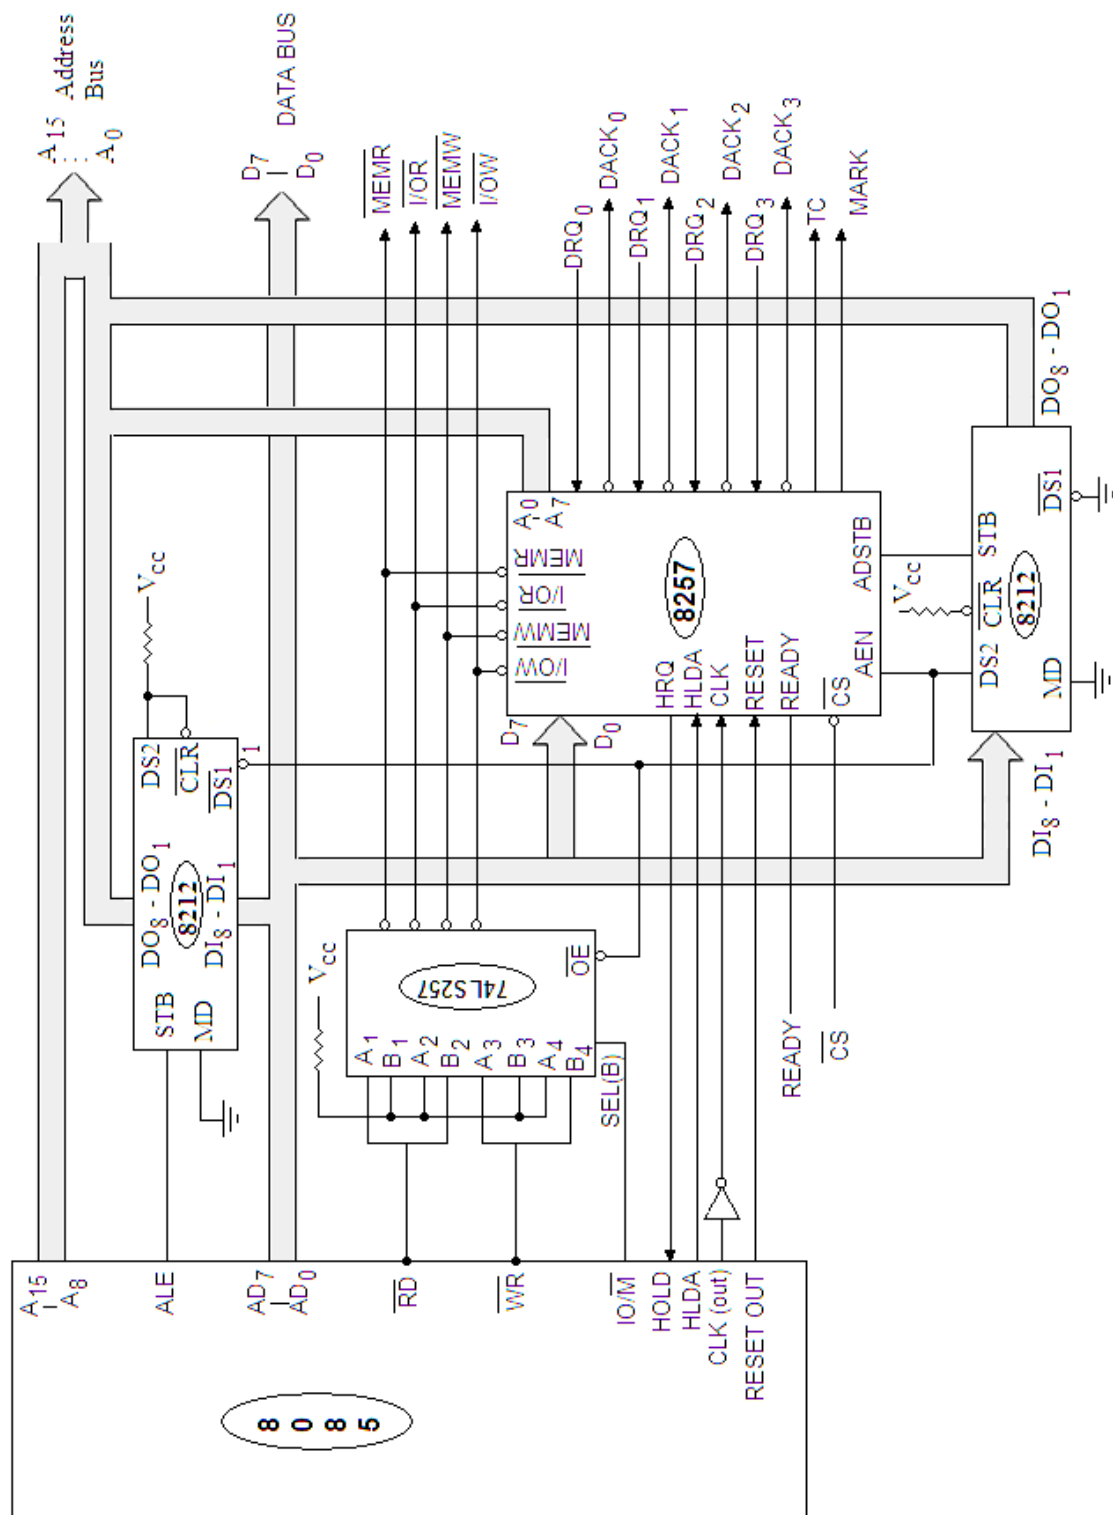 A15 Address
Bus
A0
D7
D0
DATA BUS
MEMR
I/OR
MEMW
I/OW
DRQ0
DACK0
DRQ1
DACK1
DRQ2
DACK2
DRQ3
DACK3
TC
MARK
DO8 - DO1
A0
A7
MEMR
I/OR
MEMW
I/OW
8257
HRQ
HLDA
CLK
RESET
READY
CS
AEN
ADSTB
D7
D0
Vcc
STB
DS1
CLR
8212
DS2
MD
DI8 - DI1
Vcc
DS2
CLR
DS1
1
DO8 - DO1
8212
DI8 - DI1
STB
MD
Vcc
74LS257
OE
A1
B1
A2
B2
A3
B3
A4
B4
SEL(B)
READY
CS
A15
A8
ALE
AD7
AD0
RD
WR
IO/M
HOLD
HLDA
CLK (out)
RESET OUT
8085